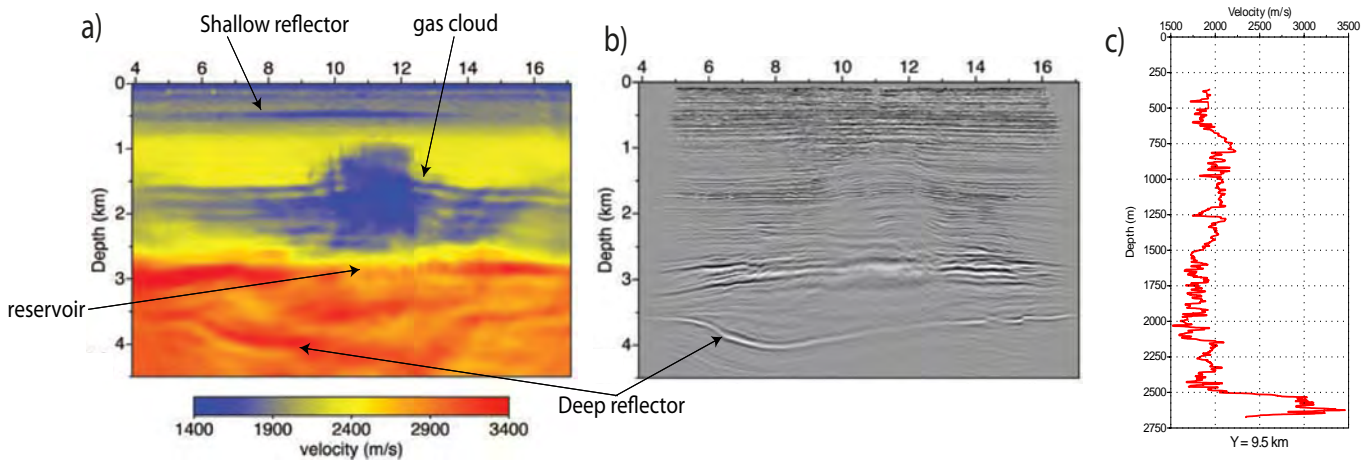 a)
Shallow reflector
gas cloud
4 6 8 10 12 14 16
0
1
2
3
4
Depth (km)
reservoir
1400 1900 2400 2900 3400
velocity (m/s)
b)
4 6 8 10 12 14 16
0
1
2
3
4
Depth (km)
Deep reflector
c)
Velocity (m/s)
1500 2000 2500 3000 3500
0
250
500
750
1000
1250
1500
1750
2000
2250
2500
2750
Depth (m)
Y = 9.5 km